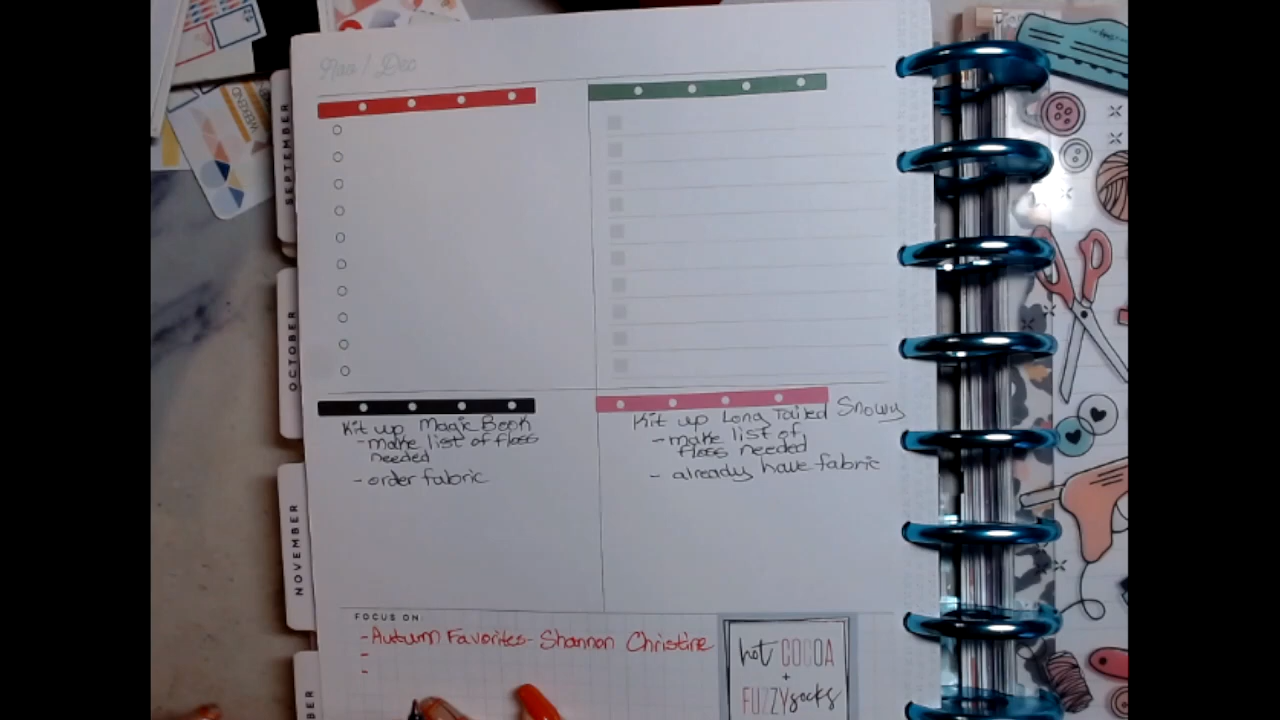 Nov / Dec
WEEKEND
SEPTEMBER
OCTOBER
NOVEMBER
BER
Kit up Magic Book
-make list of floss
needed
- order fabric
Kit up Long Tailed Snowy
- make list of
floss needed
- already have fabric
FOCUS ON:
-Autumn Favorites- Shannon Christine
-
-
hot COCOA
+
FUZZY socks